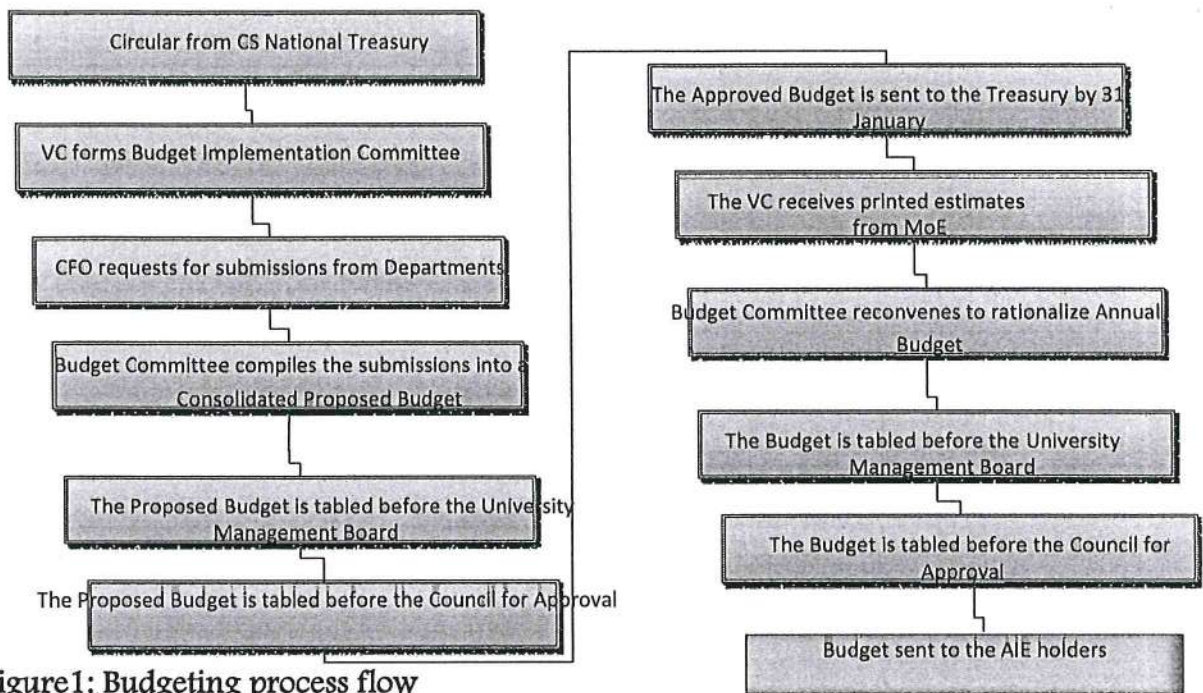 Circular from CS National Treasury
VC forms Budget Implementation Committee
CFO requests for submissions from Departments
Budget Committee compiles the submissions into a
Consolidated Proposed Budget
The Proposed Budget is tabled before the University
Management Board
The Proposed Budget is tabled before the Council for Approval
The Approved Budget is sent to the Treasury by 31
January
The VC receives printed estimates
from MoE
Budget Committee reconvenes to rationalize Annual
Budget
The Budget is tabled before the University
Management Board
The Budget is tabled before the Council for
Approval
Budget sent to the AIE holders
igure1: Budgeting process flow